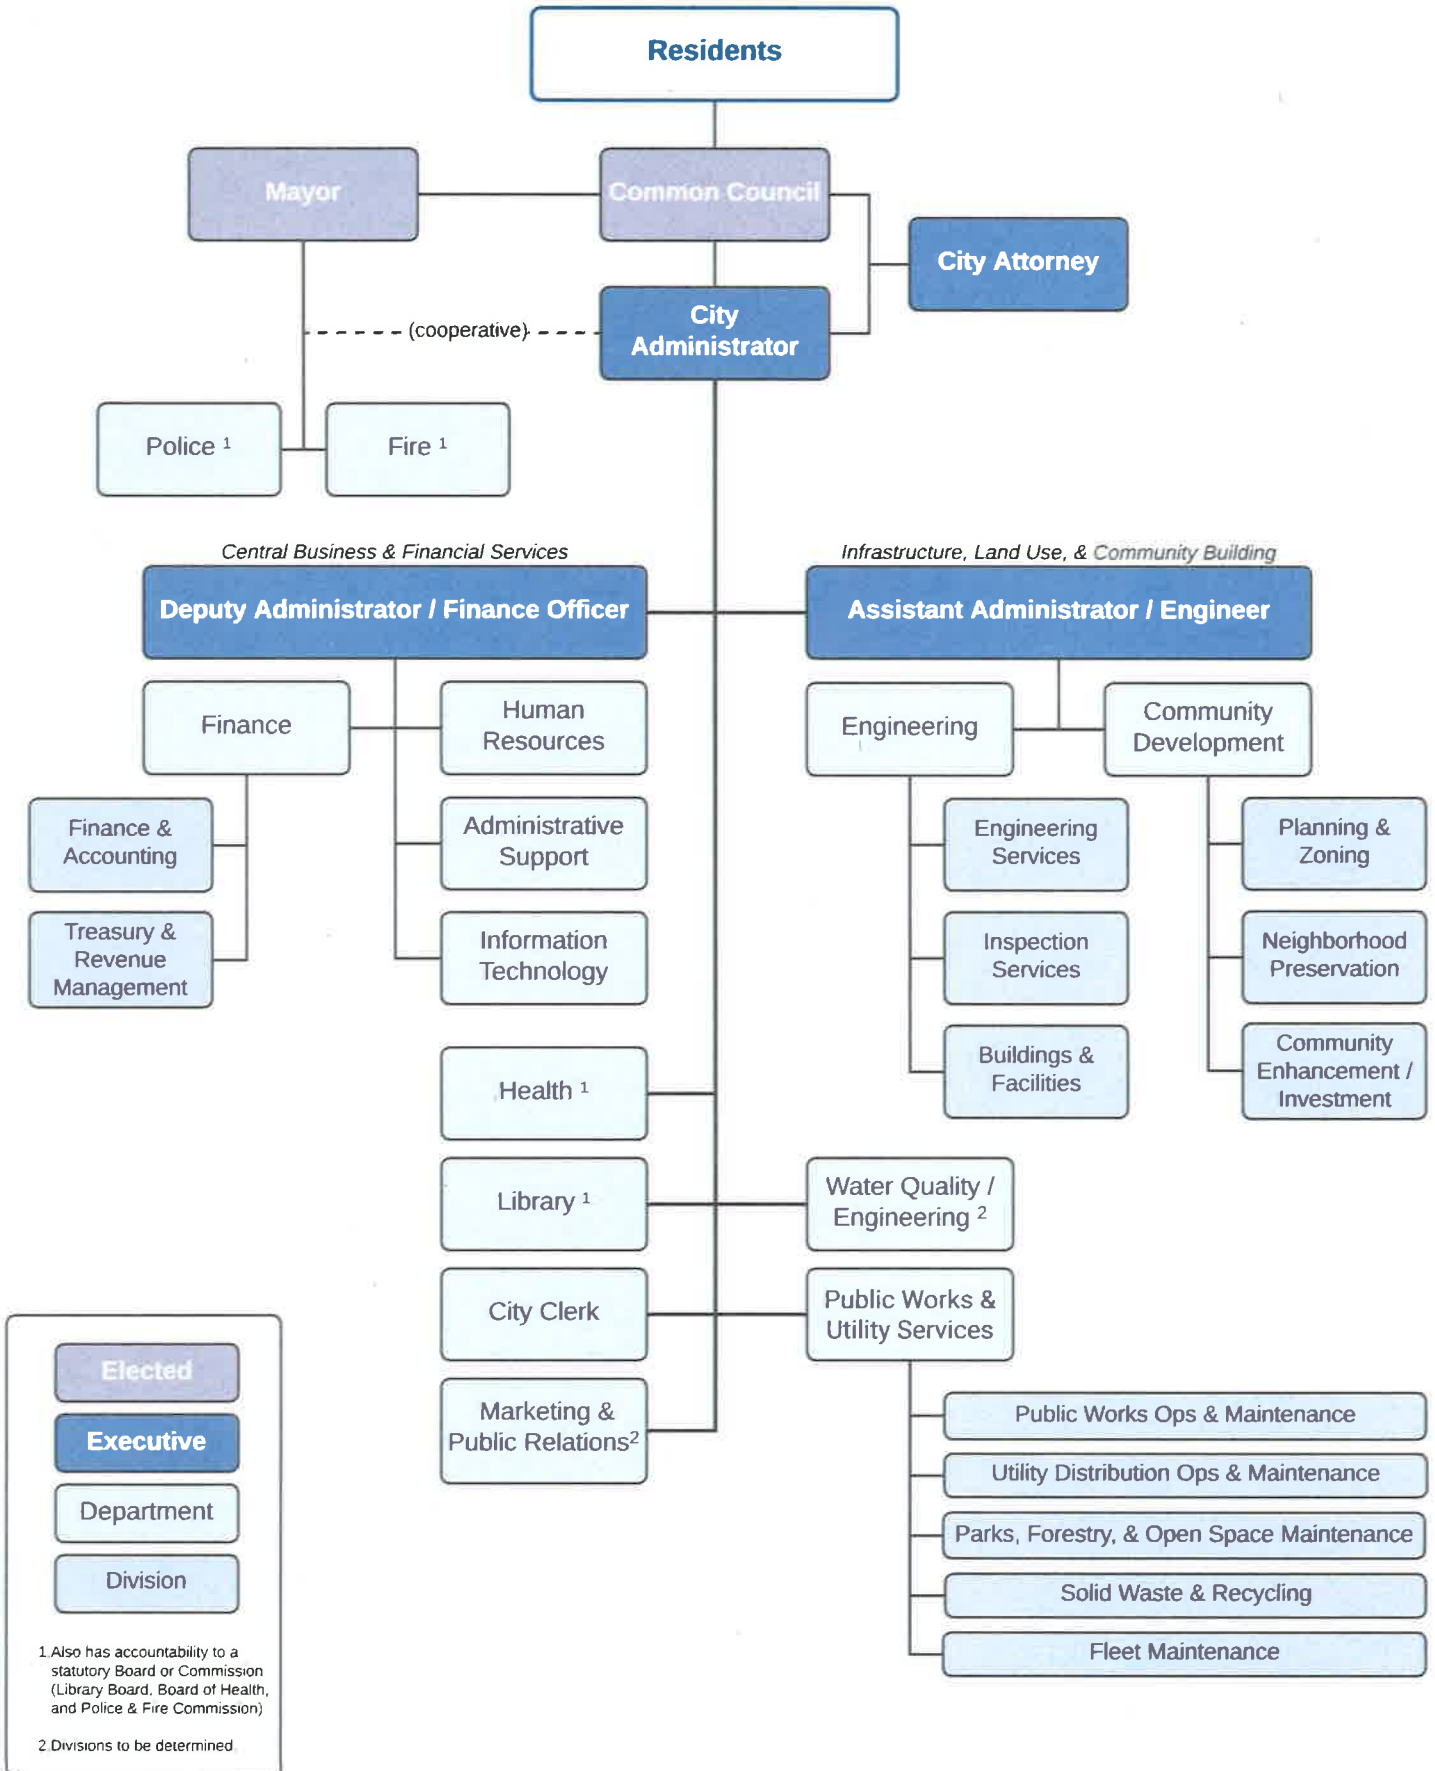 Residents
Mayor
Common Council
City Attorney
City
Administrator
(cooperative)
Police 1
Fire 1
Central Business & Financial Services
Infrastructure, Land Use, & Community Building
Deputy Administrator / Finance Officer
Assistant Administrator / Engineer
Finance
Human
Resources
Engineering
Community
Development
Finance &
Accounting
Administrative
Support
Engineering
Services
Planning &
Zoning
Treasury &
Revenue
Management
Information
Technology
Inspection
Services
Neighborhood
Preservation
Buildings &
Facilities
Community
Enhancement /
Investment
Health 1
Library 1
Water Quality /
Engineering 2
City Clerk
Public Works &
Utility Services
Marketing &
Public Relations2
Public Works Ops & Maintenance
Utility Distribution Ops & Maintenance
Parks, Forestry, & Open Space Maintenance
Solid Waste & Recycling
Fleet Maintenance
Elected
Executive
Department
Division
1.Also has accountability to a
statutory Board or Commission
(Library Board, Board of Health,
and Police & Fire Commission)
2.Divisions to be determined.